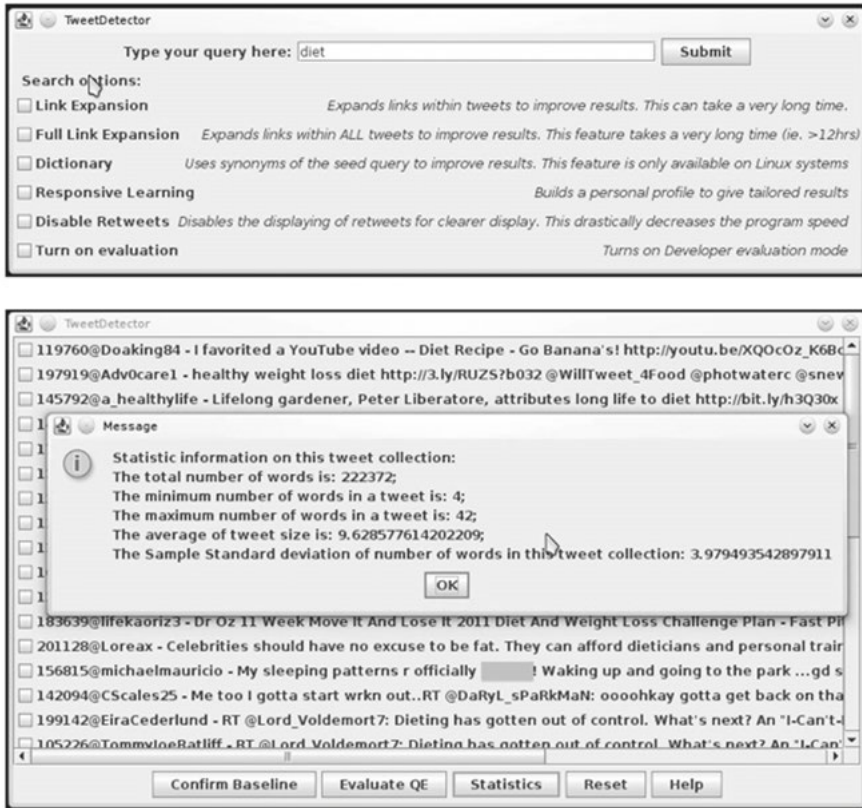 TweetDetector
Type your query here: diet Submit
Search options:
Link Expansion Expands links within tweets to improve results. This can take a very long time.
Full Link Expansion Expands links within ALL tweets to improve results. This feature takes a very long time (ie. >12hrs)
Dictionary Uses synonyms of the seed query to improve results. This feature is only available on Linux systems
Responsive Learning Builds a personal profile to give tailored results
Disable Retweets Disables the displaying of retweets for clearer display. This drastically decreases the program speed
Turn on evaluation Turns on Developer evaluation mode
TweetDetector
119760@Doaking84 - I favorited a YouTube video -- Diet Recipe - Go Banana's! http://youtu.be/XQOcOz_K6Bc
197919@Adv0care1 - healthy weight loss diet http://3.ly/RUZS?b032 @WillTweet_4Food @photwaterc @snev
145792@a_healthylife - Lifelong gardener, Peter Liberatore, attributes long life to diet http://bit.ly/h3Q30x
Message
Statistic information on this tweet collection:
The total number of words is: 222372;
The minimum number of words in a tweet is: 4;
The maximum number of words in a tweet is: 42;
The average of tweet size is: 9.628577614202209;
The Sample Standard deviation of number of words in this tweet collection: 3.979493542897911
OK
183639@lifekaoriz3 - Dr Oz 11 Week Move It And Lose It 2011 Diet And Weight Loss Challenge Plan - Fast Pi
201128@Loreax - Celebrities should have no excuse to be fat. They can afford dieticians and personal train
156815@michaelmauricio - My sleeping patterns r officially ! Waking up and going to the park ...gd s
142094@CScales25 - Me too I gotta start wrkn out..RT @DaRyL_sPaRkMaN: oooohkay gotta get back on tha
199142@EiraCederlund - RT @Lord_Voldemort7: Dieting has gotten out of control. What's next? An "I-Can't-
105226@TommyJoeRatliff - RT @Lord_Voldemort7: Dieting has gotten out of control. What's next? An "I-Can'
Confirm Baseline Evaluate QE Statistics Reset Help